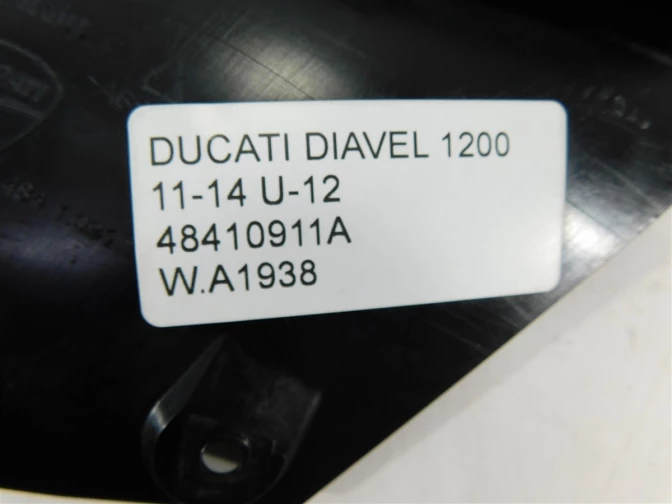 DUCATI DIAVEL 1200
11-14 U-12
48410911A
W.A1938